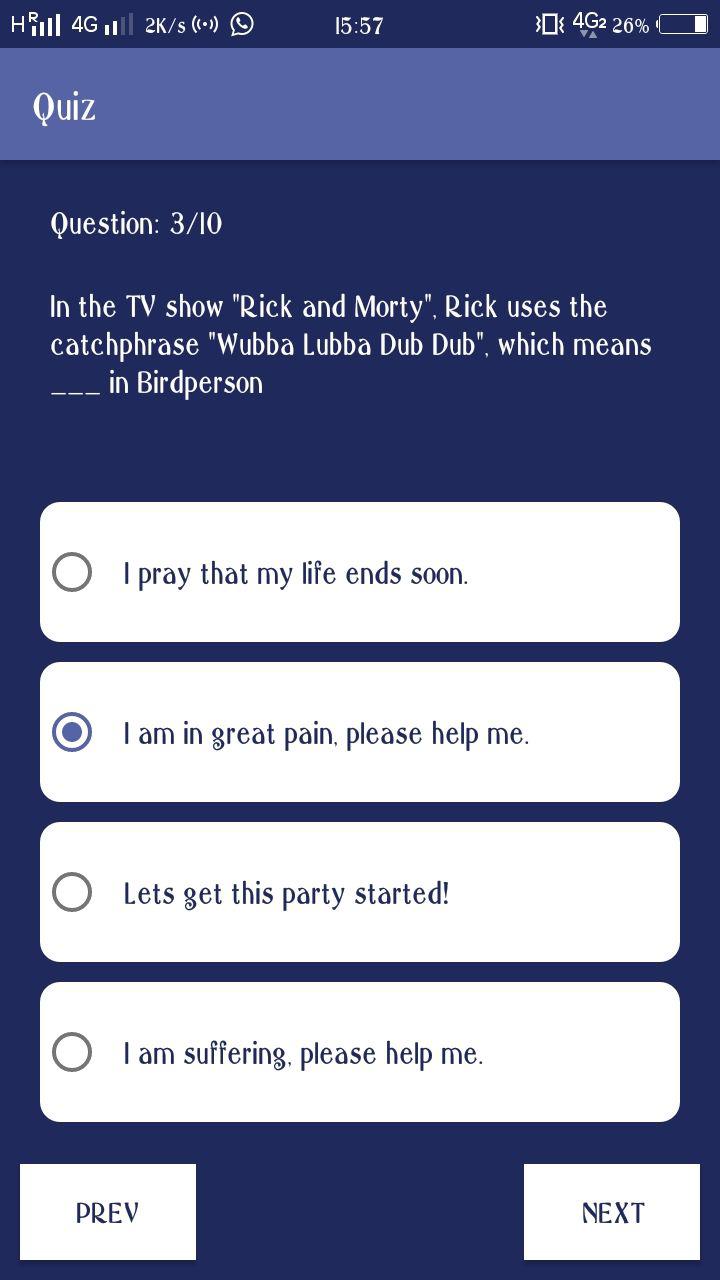 H R 4G 2K/s 15:57 4G2 26%
Quiz
Question: 3/10
In the TV show "Rick and Morty", Rick uses the
catchphrase "Wubba Lubba Dub Dub", which means
___ in Birdperson
I pray that my life ends soon.
I am in great pain, please help me.
Lets get this party started!
I am suffering, please help me.
PREV NEXT